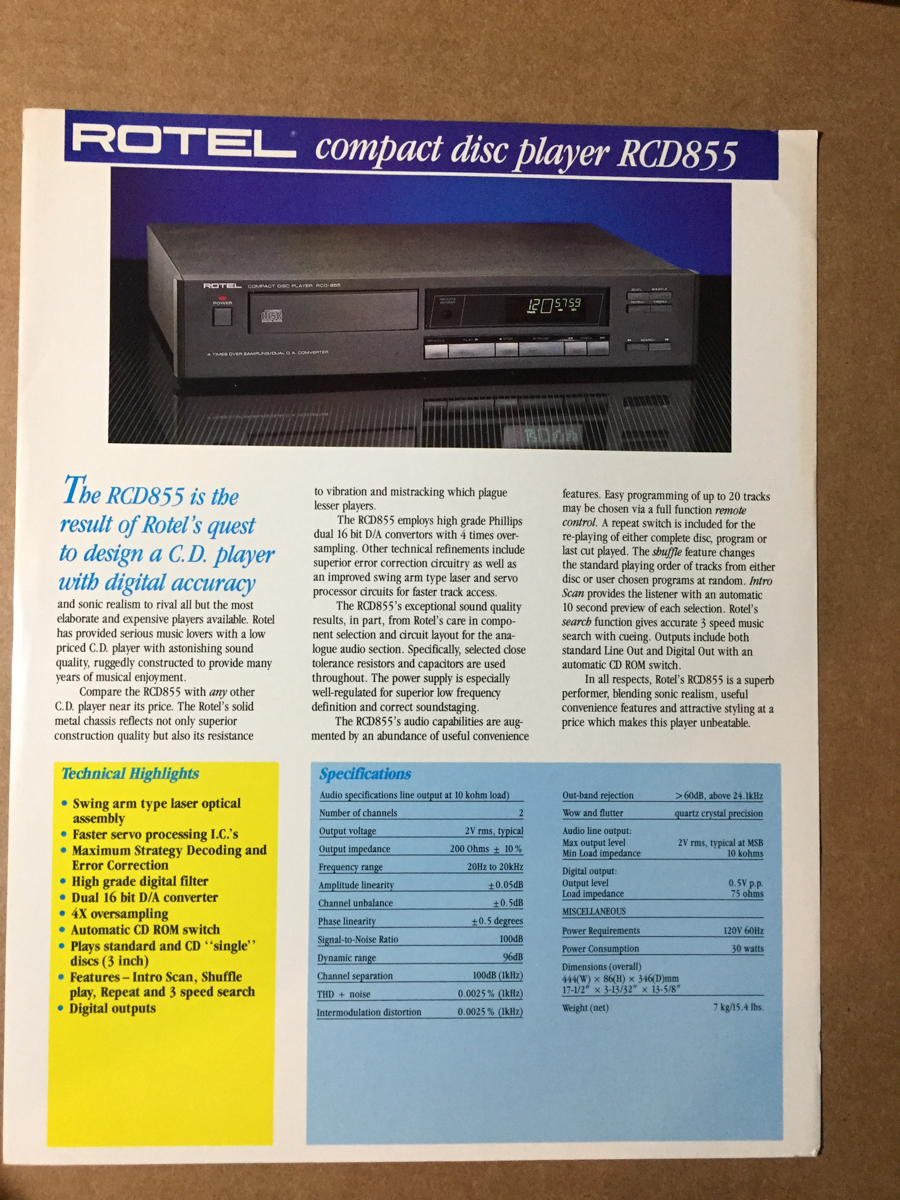 ROTEL compact disc player RCD855
ROTEL COMPACT DISC PLAYER RCD-855
POWER
4 TIMES OVER SAMPLING/DUAL D.A. CONVERTER
12 5759
The RCD855 is the
result of Rotel's quest
to design a C.D. player
with digital accuracy
and sonic realism to rival all but the most
elaborate and expensive players available. Rotel
has provided serious music lovers with a low
priced C.D. player with astonishing sound
quality, ruggedly constructed to provide many
years of musical enjoyment.
Compare the RCD855 with any other
C.D. player near its price. The Rotel's solid
metal chassis reflects not only superior
construction quality but also its resistance
to vibration and mistracking which plague
lesser players.
The RCD855 employs high grade Phillips
dual 16 bit D/A convertors with 4 times over-
sampling. Other technical refinements include
superior error correction circuitry as well as
an improved swing arm type laser and servo
processor circuits for faster track access.
The RCD855's exceptional sound quality
results, in part, from Rotel's care in compo-
nent selection and circuit layout for the ana-
logue audio section. Specifically, selected close
tolerance resistors and capacitors are used
throughout. The power supply is especially
well-regulated for superior low frequency
definition and correct soundstaging.
The RCD855's audio capabilities are aug-
mented by an abundance of useful convenience
features. Easy programming of up to 20 tracks
may be chosen via a full function remote
control. A repeat switch is included for the
re-playing of either complete disc, program or
last cut played. The shuffle feature changes
the standard playing order of tracks from either
disc or user chosen programs at random. Intro
Scan provides the listener with an automatic
10 second preview of each selection. Rotel's
search function gives accurate 3 speed music
search with cueing. Outputs include both
standard Line Out and Digital Out with an
automatic CD ROM switch.
In all respects, Rotel's RCD855 is a superb
performer, blending sonic realism, useful
convenience features and attractive styling at a
price which makes this player unbeatable.
Technical Highlights
• Swing arm type laser optical
assembly
• Faster servo processing I.C.'s
• Maximum Strategy Decoding and
Error Correction
• High grade digital filter
• Dual 16 bit D/A converter
• 4X oversampling
• Automatic CD ROM switch
• Plays standard and CD "single"
discs (3 inch)
• Features – Intro Scan, Shuffle
play, Repeat and 3 speed search
• Digital outputs
Specifications
Audio specifications line output at 10 kohm load)
Number of channels 2
Output voltage 2V rms, typical
Output impedance 200 Ohms ± 10%
Frequency range 20Hz to 20kHz
Amplitude linearity ±0.05dB
Channel unbalance ±0.5dB
Phase linearity ±0.5 degrees
Signal-to-Noise Ratio 100dB
Dynamic range 96dB
Channel separation 100dB (1kHz)
THD + noise 0.0025% (1kHz)
Intermodulation distortion 0.0025% (1kHz)
Out-band rejection >60dB, above 24.1kHz
Wow and flutter quartz crystal precision
Audio line output:
Max output level 2V rms, typical at MSB
Min Load impedance 10 kohms
Digital output:
Output level 0.5V p.p.
Load impedance 75 ohms
MISCELLANEOUS
Power Requirements 120V 60Hz
Power Consumption 30 watts
Dimensions (overall)
444(W) × 86(H) × 346(D)mm
17-1/2" × 3-13/32" × 13-5/8"
Weight (net) 7 kg/15.4 lbs.